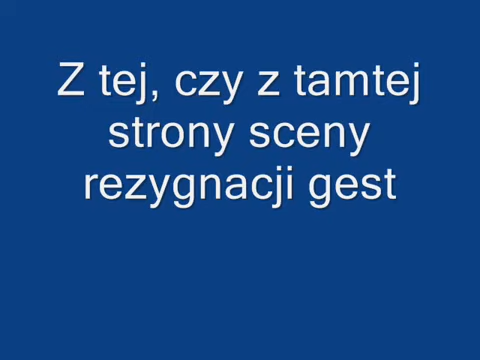 Z tej, czy z tamtej
strony sceny
rezygnacji gest